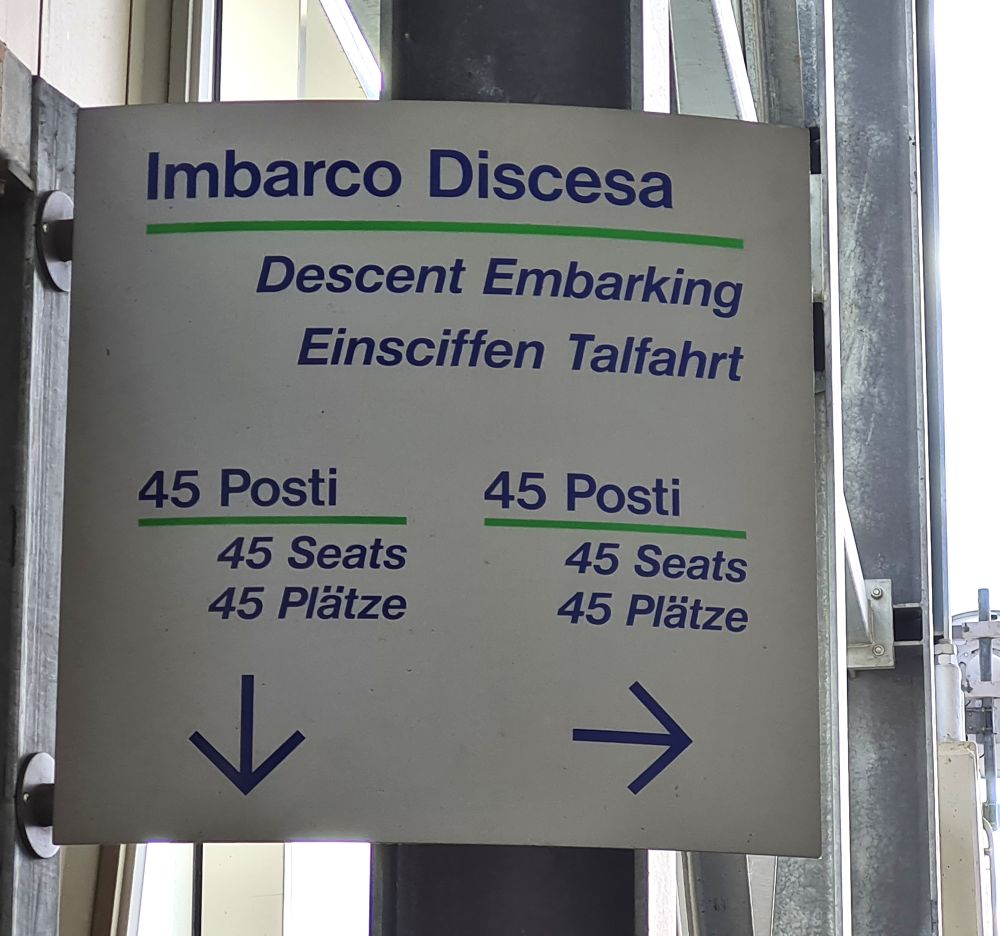 Imbarco Discesa
Descent Embarking
Einsciffen Talfahrt
45 Posti
45 Seats
45 Plätze
45 Posti
45 Seats
45 Plätze